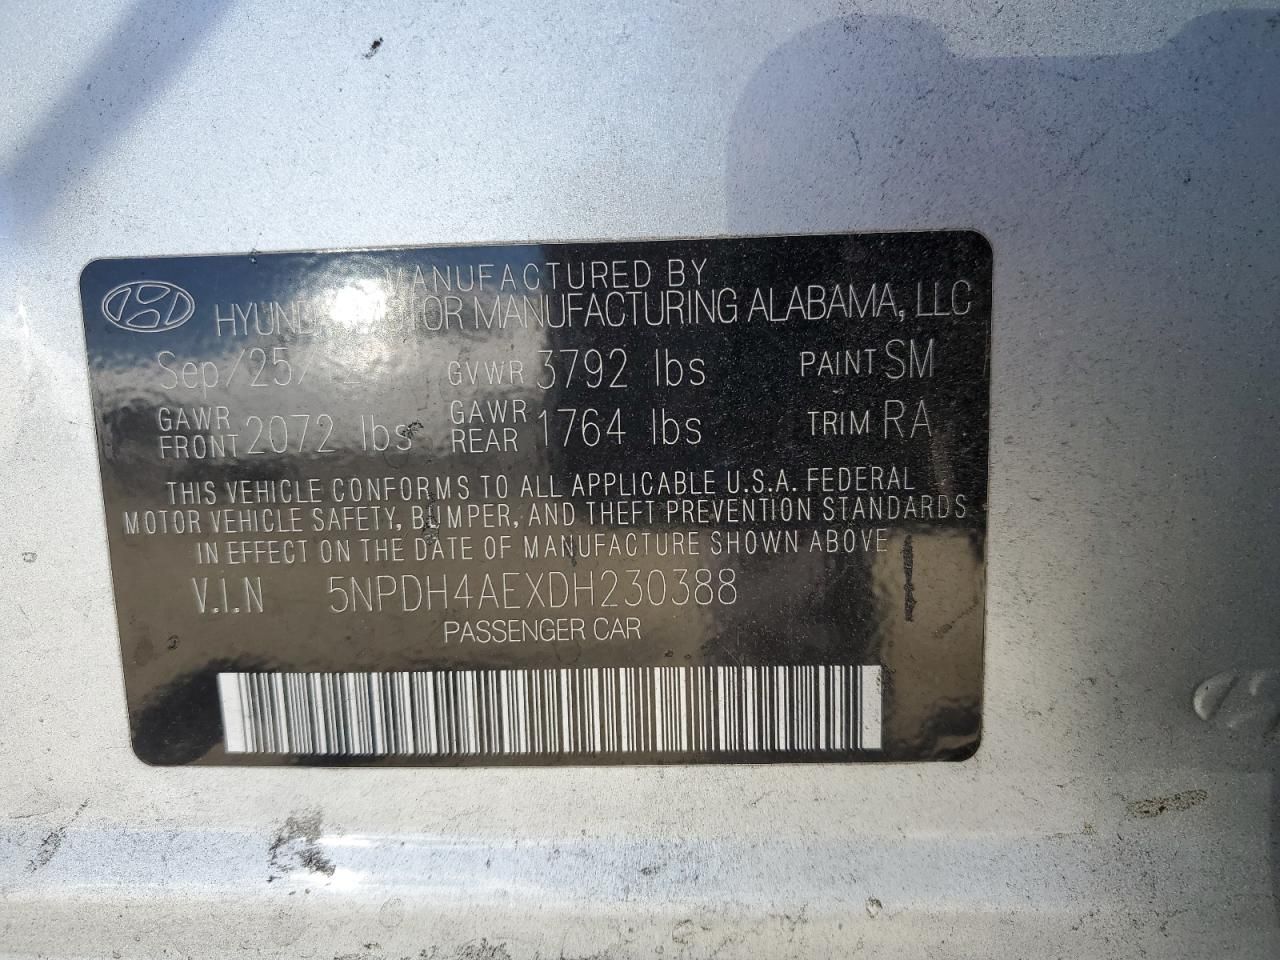 MANUFACTURED BY
HYUNDAI MOTOR MANUFACTURING ALABAMA, LLC
Sep/25/ GVWR 3792 lbs PAINT SM
GAWR FRONT 2072 lbs GAWR REAR 1764 lbs TRIM RA
THIS VEHICLE CONFORMS TO ALL APPLICABLE U.S.A. FEDERAL
MOTOR VEHICLE SAFETY, BUMPER, AND THEFT PREVENTION STANDARDS
IN EFFECT ON THE DATE OF MANUFACTURE SHOWN ABOVE
V.I.N 5NPDH4AEXDH230388
PASSENGER CAR